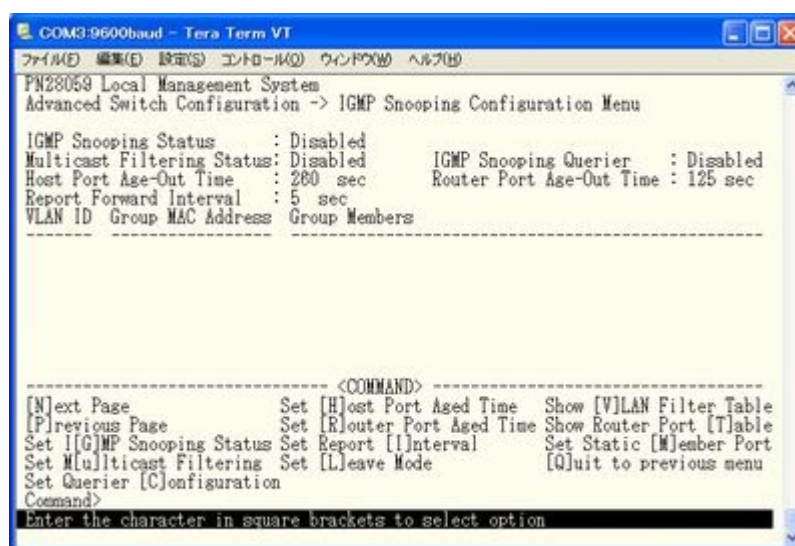 COM3:9600baud - Tera Term VT
ファイル(F) 編集(E) 設定(S) コントロール(O) ウィンドウ(W) ヘルプ(H)
PN28059 Local Management System
Advanced Switch Configuration -> IGMP Snooping Configuration Menu
IGMP Snooping Status : Disabled
Multicast Filtering Status: Disabled IGMP Snooping Querier : Disabled
Host Port Age-Out Time : 260 sec Router Port Age-Out Time : 125 sec
Report Forward Interval : 5 sec
VLAN ID Group MAC Address Group Members
------- ----------------- --------------------------------------------------
------------------------------- <COMMAND> -----------------------------------
[N]ext Page Set [H]ost Port Aged Time Show [V]LAN Filter Table
[P]revious Page Set [R]outer Port Aged Time Show Router Port [T]able
Set I[G]MP Snooping Status Set Report [I]nterval Set Static [M]ember Port
Set M[u]lticast Filtering Set [L]eave Mode [Q]uit to previous menu
Set Querier [C]onfiguration
Command>
Enter the character in square brackets to select option